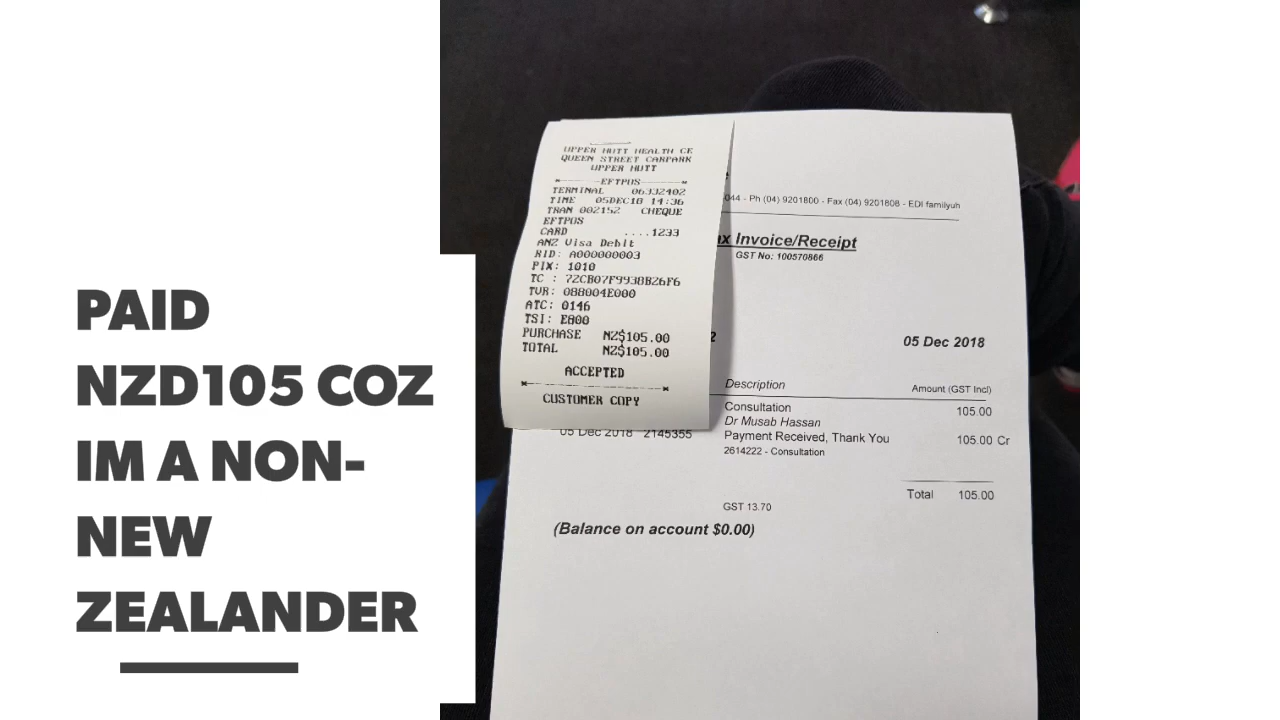 PAID
NZD105 COZ
IM A NON-
NEW
ZEALANDER
UPPER HUTT HEALTH CE
QUEEN STREET CARPARK
UPPER HUTT
*--------EFTPOS--------*
TERMINAL 06332402
TIME 05DEC18 14:36
TRAN 002152 CHEQUE
EFTPOS
CARD ....1233
ANZ Visa Debit
RID: A000000003
PIX: 1010
TC : 72CB07F9938B26F6
TVR: 088004E000
ATC: 0146
TSI: E800
PURCHASE NZ$105.00
TOTAL NZ$105.00
ACCEPTED
*----------------------*
CUSTOMER COPY
044 - Ph (04) 9201800 - Fax (04) 9201808 - EDI familyuh
ax Invoice/Receipt
GST No: 100570866
2
05 Dec 2018
Description Amount (GST Incl)
Consultation 105.00
Dr Musab Hassan
05 Dec 2018 2145355 Payment Received, Thank You 105.00 Cr
2614222 - Consultation
Total 105.00
GST 13.70
(Balance on account $0.00)